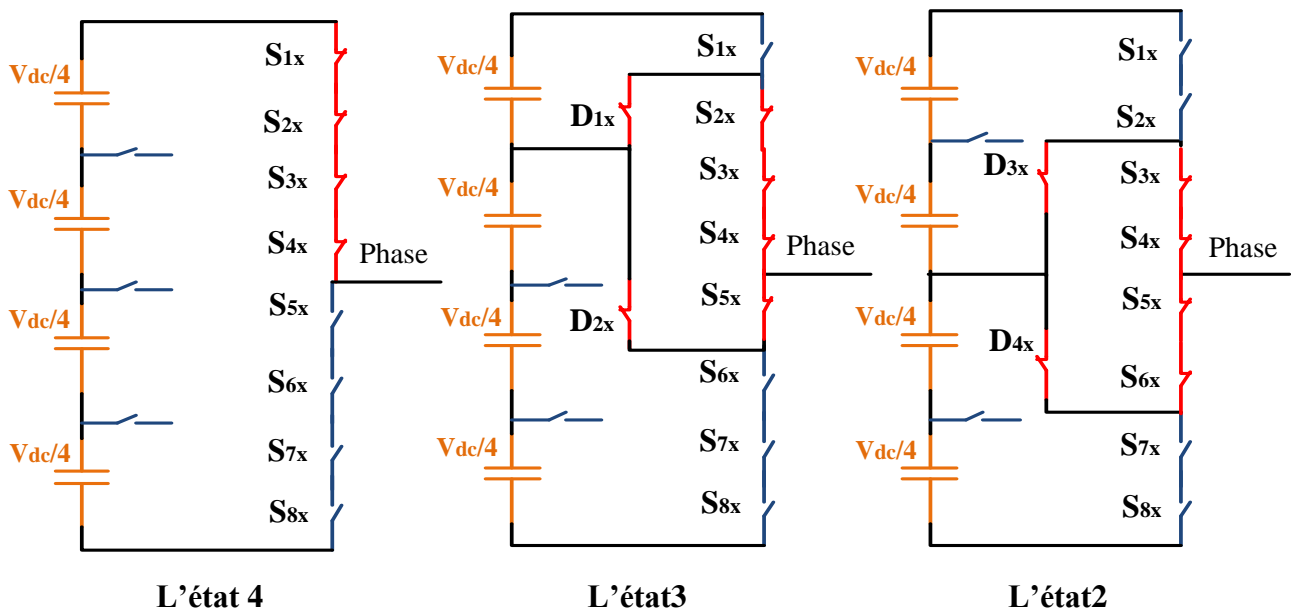 Vdc/4
Vdc/4
Vdc/4
Vdc/4
S1x
S2x
S3x
S4x
Phase
S5x
S6x
S7x
S8x
L’état 4
Vdc/4
Vdc/4
Vdc/4
Vdc/4
D1x
D2x
S1x
S2x
S3x
S4x
Phase
S5x
S6x
S7x
S8x
L’état3
Vdc/4
Vdc/4
Vdc/4
Vdc/4
D3x
D4x
S1x
S2x
S3x
S4x
Phase
S5x
S6x
S7x
S8x
L’état2